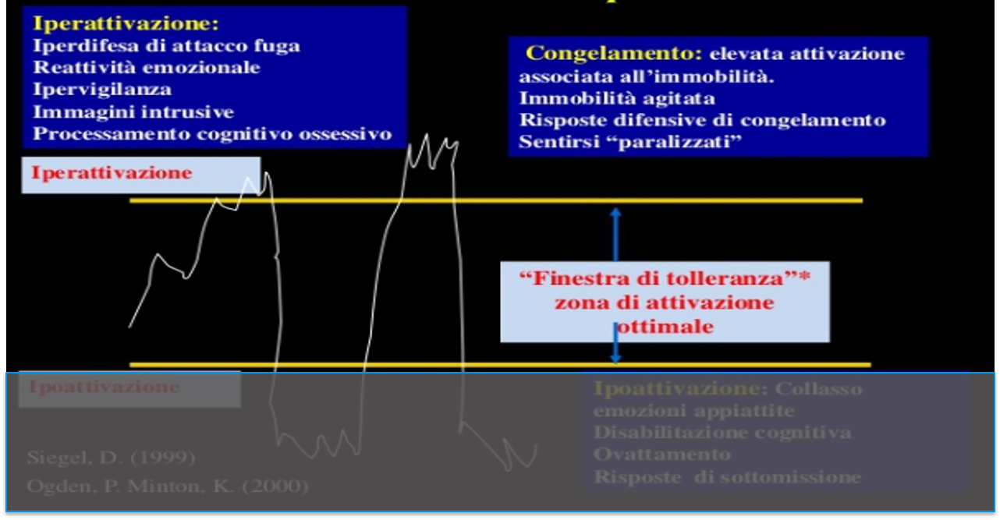 Iperattivazione:
Iperdifesa di attacco fuga
Reattività emozionale
Ipervigilanza
Immagini intrusive
Processamento cognitivo ossessivo
Congelamento: elevata attivazione
associata all’immobilità.
Immobilità agitata
Risposte difensive di congelamento
Sentirsi “paralizzati”
Iperattivazione
“Finestra di tolleranza”*
zona di attivazione
ottimale
Ipoattivazione
Ipoattivazione: Collasso
emozioni appiattite
Disabilitazione cognitiva
Ovattamento
Risposte di sottomissione
Siegel, D. (1999)
Ogden, P. Minton, K. (2000)